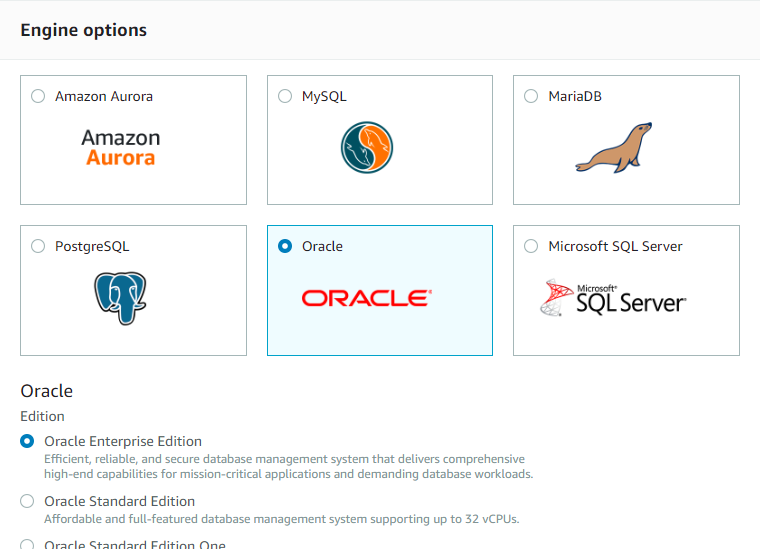 Engine options
Amazon Aurora
Amazon
Aurora
MySQL
MariaDB
PostgreSQL
Oracle
ORACLE®
Microsoft SQL Server
Microsoft®
SQL Server®
Oracle
Edition
Oracle Enterprise Edition
Efficient, reliable, and secure database management system that delivers comprehensive
high-end capabilities for mission-critical applications and demanding database workloads.
Oracle Standard Edition
Affordable and full-featured database management system supporting up to 32 vCPUs.
Oracle Standard Edition One